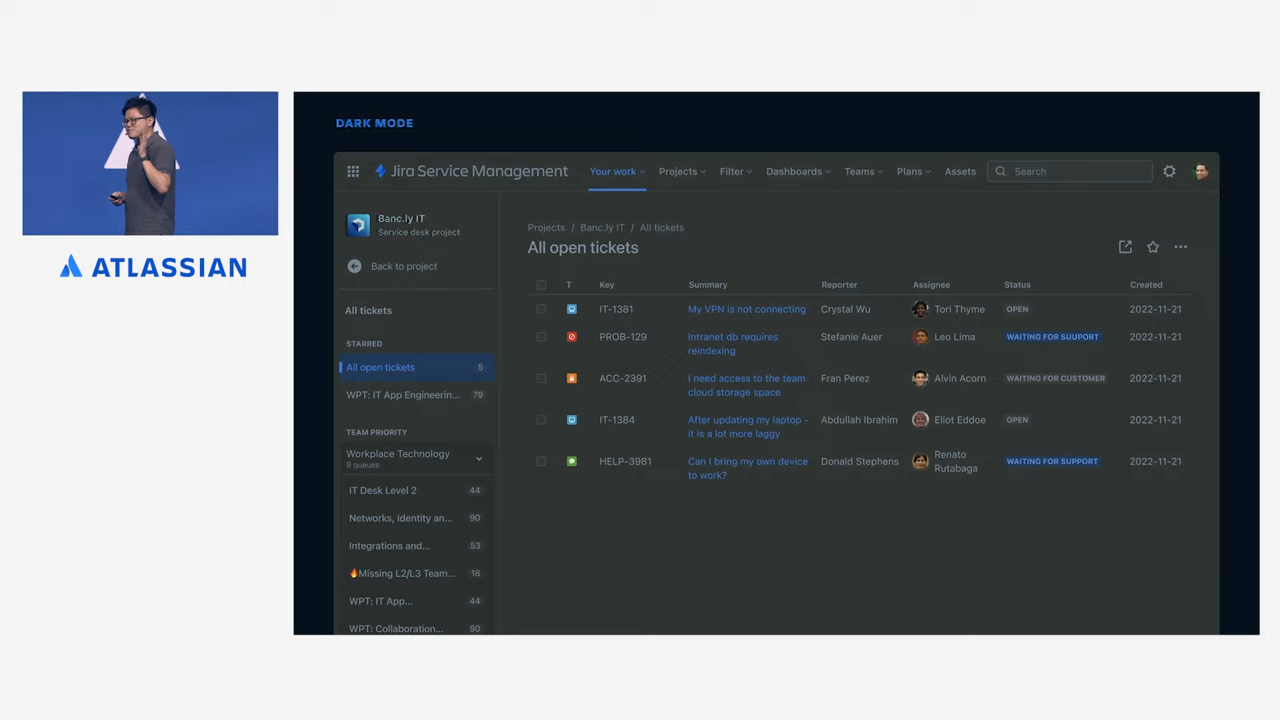 DARK MODE
Jira Service Management Your work Projects Filter Dashboards Teams Plans Assets Search
ATLASSIAN
Banc.ly IT
Service desk project
Back to project
All tickets
STARRED
All open tickets 5
WPT: IT App Engineerin... 79
TEAM PRIORITY
Workplace Technology
9 queues
IT Desk Level 2 44
Networks, Identity an... 90
Integrations and... 53
🔥Missing L2/L3 Team... 18
WPT: IT App... 44
WPT: Collaboration... 90
Projects / Banc.ly IT / All tickets
All open tickets
T Key Summary Reporter Assignee Status Created
IT-1381 My VPN is not connecting Crystal Wu Tori Thyme OPEN 2022-11-21
PROB-129 Intranet db requires Stefanie Auer Leo Lima WAITING FOR SUUPORT 2022-11-21
reindexing
ACC-2391 I need access to the team Fran Perez Alvin Acorn WAITING FOR CUSTOMER 2022-11-21
cloud storage space
IT-1384 After updating my laptop - Abdullah Ibrahim Eliot Eddoe OPEN 2022-11-21
it is a lot more laggy
HELP-3981 Can I bring my own device Donald Stephens Renato WAITING FOR SUPPORT 2022-11-21
to work? Rutabaga